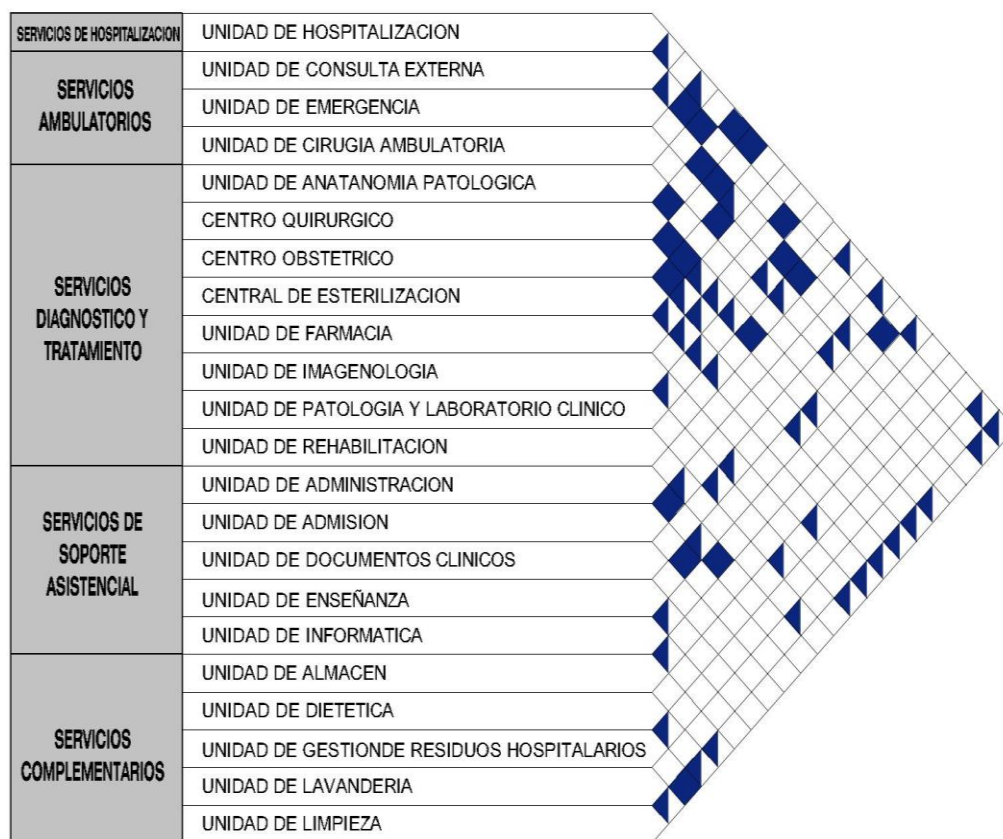 SERVICIOS DE HOSPITALIZACION
UNIDAD DE HOSPITALIZACION
SERVICIOS
AMBULATORIOS
UNIDAD DE CONSULTA EXTERNA
UNIDAD DE EMERGENCIA
UNIDAD DE CIRUGIA AMBULATORIA
SERVICIOS
DIAGNOSTICO Y
TRATAMIENTO
UNIDAD DE ANATANOMIA PATOLOGICA
CENTRO QUIRURGICO
CENTRO OBSTETRICO
CENTRAL DE ESTERILIZACION
UNIDAD DE FARMACIA
UNIDAD DE IMAGENOLOGIA
UNIDAD DE PATOLOGIA Y LABORATORIO CLINICO
UNIDAD DE REHABILITACION
SERVICIOS DE
SOPORTE
ASISTENCIAL
UNIDAD DE ADMINISTRACION
UNIDAD DE ADMISION
UNIDAD DE DOCUMENTOS CLINICOS
UNIDAD DE ENSEÑANZA
UNIDAD DE INFORMATICA
SERVICIOS
COMPLEMENTARIOS
UNIDAD DE ALMACEN
UNIDAD DE DIETETICA
UNIDAD DE GESTIONDE RESIDUOS HOSPITALARIOS
UNIDAD DE LAVANDERIA
UNIDAD DE LIMPIEZA